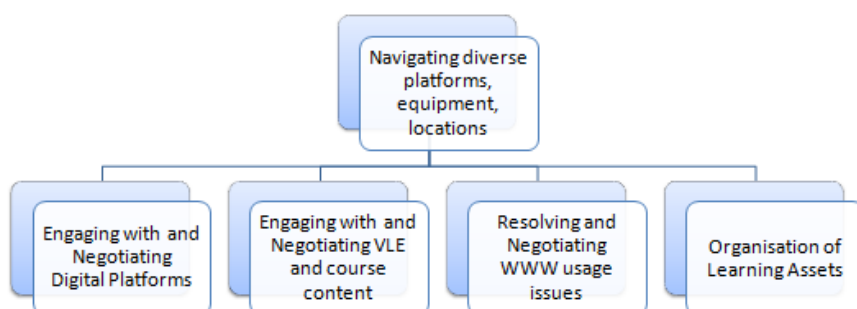 Navigating diverse
platforms,
equipment,
locations
Engaging with and
Negotiating
Digital Platforms
Engaging with and
Negotiating VLE
and course
content
Resolving and
Negotiating
WWW usage
issues
Organisation of
Learning Assets